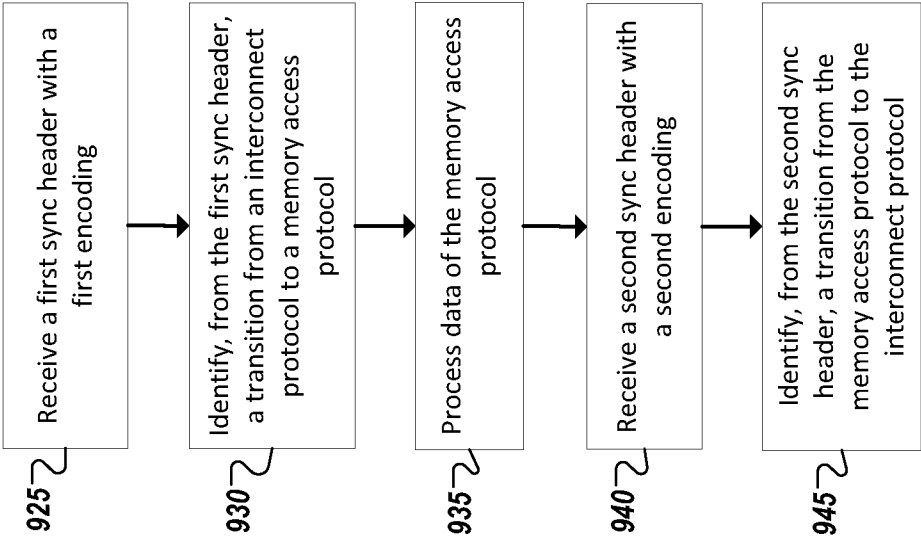 925
Receive a first sync header with a
first encoding
930
Identify, from the first sync header,
a transition from an interconnect
protocol to a memory access
protocol
935
Process data of the memory access
protocol
940
Receive a second sync header with
a second encoding
945
Identify, from the second sync
header, a transition from the
memory access protocol to the
interconnect protocol